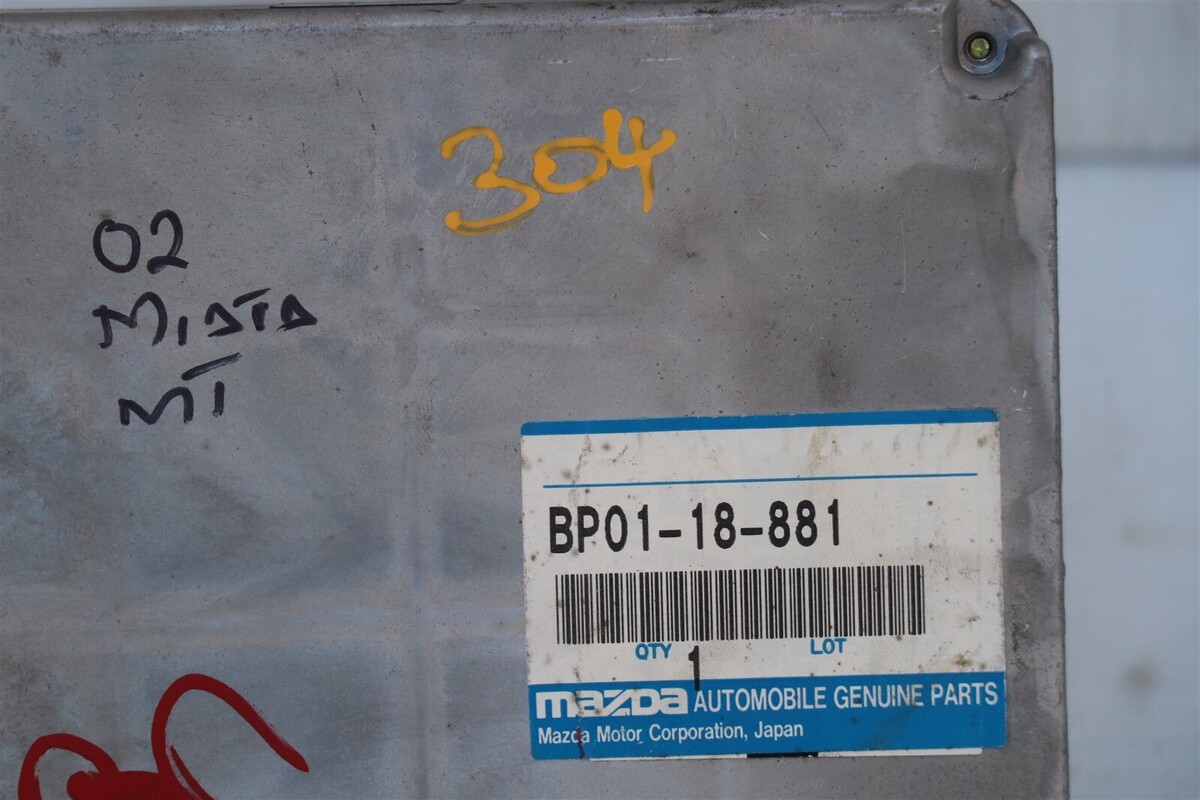 304
02
MIATA
MT
BP01-18-881
QTY 1 LOT
mazda AUTOMOBILE GENUINE PARTS
Mazda Motor Corporation, Japan